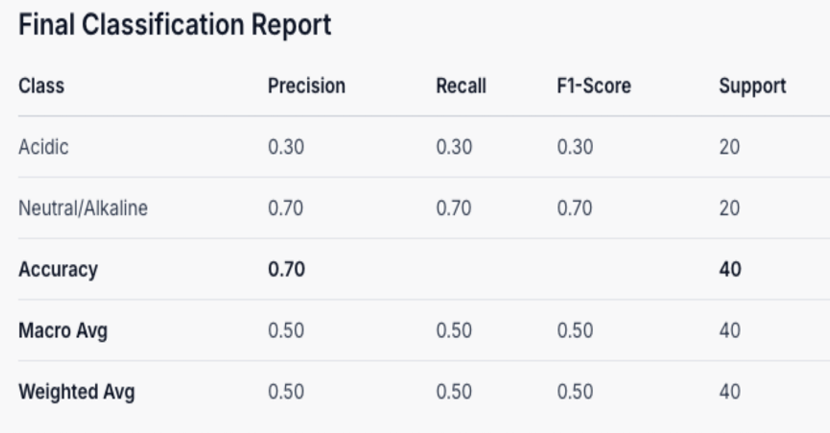 Final Classification Report
Class Precision Recall F1-Score Support
Acidic 0.30 0.30 0.30 20
Neutral/Alkaline 0.70 0.70 0.70 20
Accuracy 0.70 40
Macro Avg 0.50 0.50 0.50 40
Weighted Avg 0.50 0.50 0.50 40